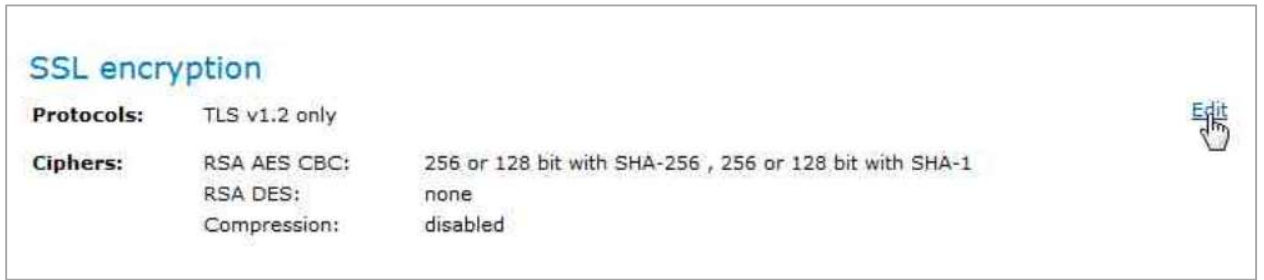 SSL encryption
Protocols: TLS v1.2 only Edit
Ciphers: RSA AES CBC: 256 or 128 bit with SHA-256 , 256 or 128 bit with SHA-1
RSA DES: none
Compression: disabled